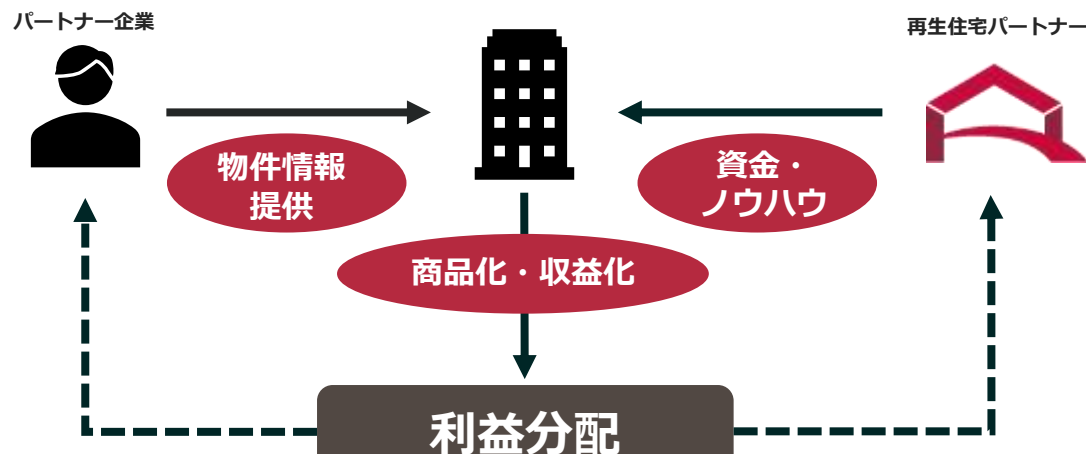 パートナー企業
再生住宅パートナー
物件情報
提供
資金・
ノウハウ
商品化・収益化
利益分配